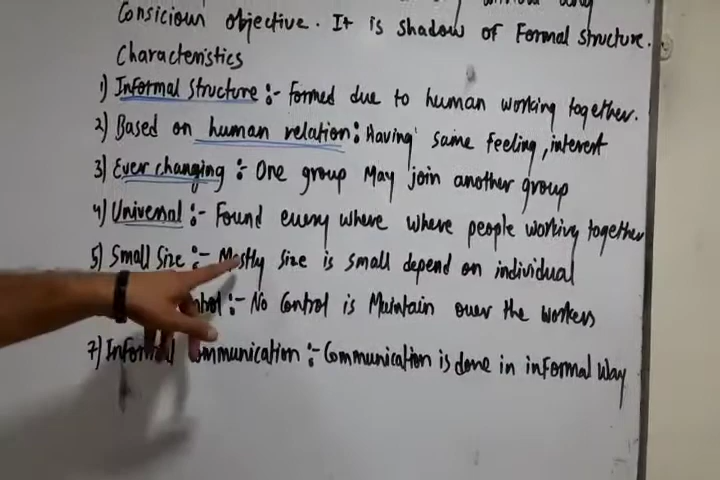 Consicious objective. It is shadow of Formal structure.
Characteristics
1) Informal Structure :- Formed due to human working together.
2) Based on human relation : Having same feeling, interest
3) Ever changing :- One group May join another group
4) Universal :- Found every where where people working together
5) Small Size :- Mostly size is small depend on individual
:- No Control is Maintain over the workers
7) Informal Communication :- Communication is done in informal way